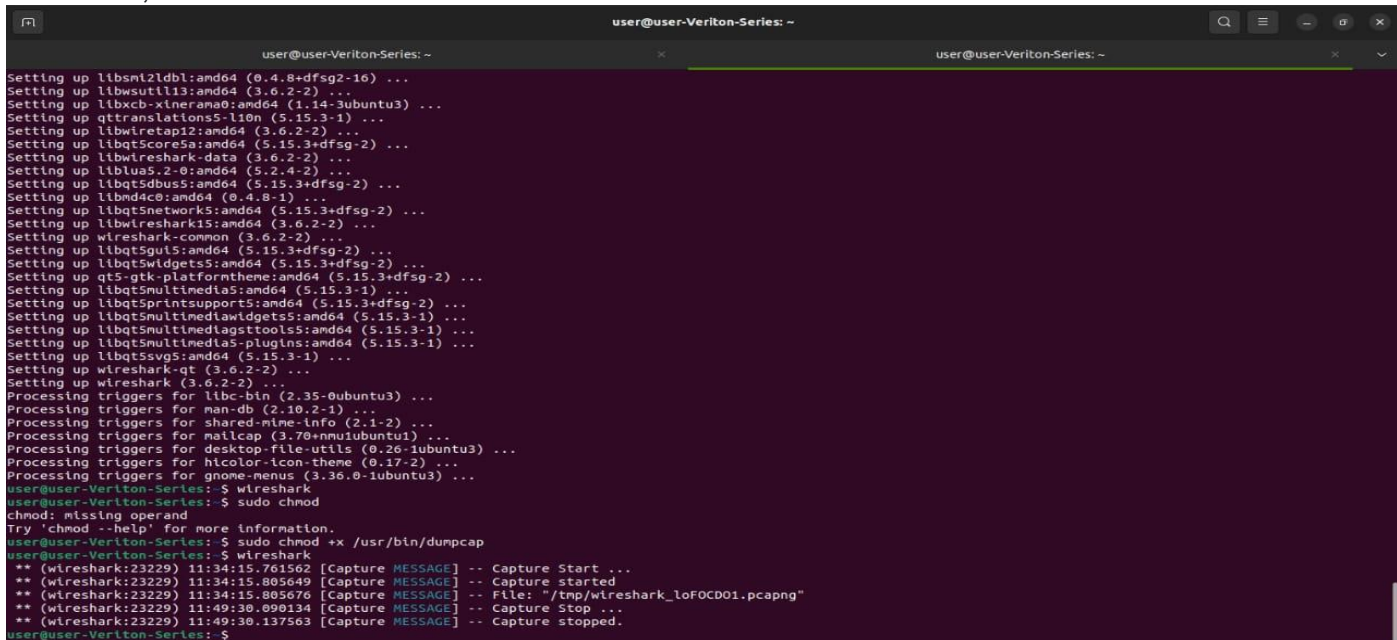 user@user-Veriton-Series: ~
user@user-Veriton-Series: ~
user@user-Veriton-Series: ~
Setting up libsmi2ldbl:amd64 (0.4.8+dfsg2-16) ...
Setting up libwsutil13:amd64 (3.6.2-2) ...
Setting up libxcb-xinerama0:amd64 (1.14-3ubuntu3) ...
Setting up qttranslations5-l10n (5.15.3-1) ...
Setting up libwiretap12:amd64 (3.6.2-2) ...
Setting up libqt5core5a:amd64 (5.15.3+dfsg-2) ...
Setting up libwireshark-data (3.6.2-2) ...
Setting up liblua5.2-0:amd64 (5.2.4-2) ...
Setting up libqt5dbus5:amd64 (5.15.3+dfsg-2) ...
Setting up libmd4c0:amd64 (0.4.8-1) ...
Setting up libqt5network5:amd64 (5.15.3+dfsg-2) ...
Setting up libwireshark15:amd64 (3.6.2-2) ...
Setting up wireshark-common (3.6.2-2) ...
Setting up libqt5gui5:amd64 (5.15.3+dfsg-2) ...
Setting up libqt5widgets5:amd64 (5.15.3+dfsg-2) ...
Setting up qt5-gtk-platformtheme:amd64 (5.15.3+dfsg-2) ...
Setting up libqt5multimedia5:amd64 (5.15.3-1) ...
Setting up libqt5printsupport5:amd64 (5.15.3+dfsg-2) ...
Setting up libqt5multimediawidgets5:amd64 (5.15.3-1) ...
Setting up libqt5multimediagsttools5:amd64 (5.15.3-1) ...
Setting up libqt5multimedia5-plugins:amd64 (5.15.3-1) ...
Setting up libqt5svg5:amd64 (5.15.3-1) ...
Setting up wireshark-qt (3.6.2-2) ...
Setting up wireshark (3.6.2-2) ...
Processing triggers for libc-bin (2.35-0ubuntu3) ...
Processing triggers for man-db (2.10.2-1) ...
Processing triggers for shared-mime-info (2.1-2) ...
Processing triggers for mailcap (3.70+nmu1ubuntu1) ...
Processing triggers for desktop-file-utils (0.26-1ubuntu3) ...
Processing triggers for hicolor-icon-theme (0.17-2) ...
Processing triggers for gnome-menus (3.36.0-1ubuntu3) ...
user@user-Veriton-Series:~$ wireshark
user@user-Veriton-Series:~$ sudo chmod
chmod: missing operand
Try 'chmod --help' for more information.
user@user-Veriton-Series:~$ sudo chmod +x /usr/bin/dumpcap
user@user-Veriton-Series:~$ wireshark
** (wireshark:23229) 11:34:15.761562 [Capture MESSAGE] -- Capture Start ...
** (wireshark:23229) 11:34:15.805649 [Capture MESSAGE] -- Capture started
** (wireshark:23229) 11:34:15.805676 [Capture MESSAGE] -- File: "/tmp/wireshark_loFOCDO1.pcapng"
** (wireshark:23229) 11:49:30.090134 [Capture MESSAGE] -- Capture Stop ...
** (wireshark:23229) 11:49:30.137563 [Capture MESSAGE] -- Capture stopped.
user@user-Veriton-Series:~$